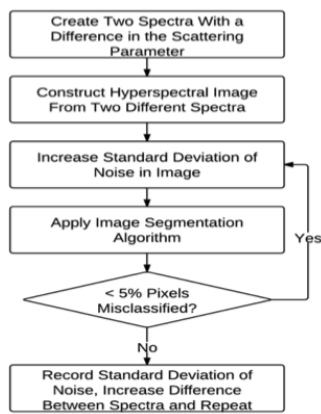 Create Two Spectra With a
Difference in the Scattering
Parameter
Construct Hyperspectral Image
From Two Different Spectra
Increase Standard Deviation of
Noise in Image
Apply Image Segmentation
Algorithm
Yes
< 5% Pixels
Misclassified?
No
Record Standard Deviation of
Noise, Increase Difference
Between Spectra and Repeat